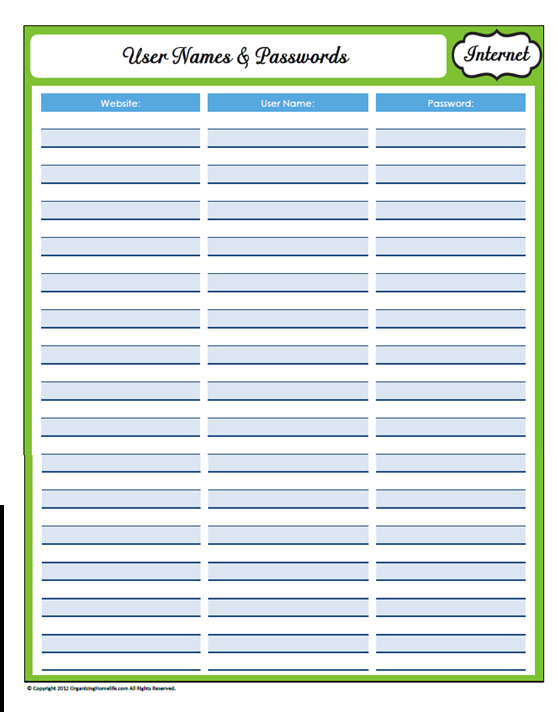 User Names & Passwords
Internet
Website: User Name: Password:
© Copyright 2012 OrganizingHomelife.com All Rights Reserved.